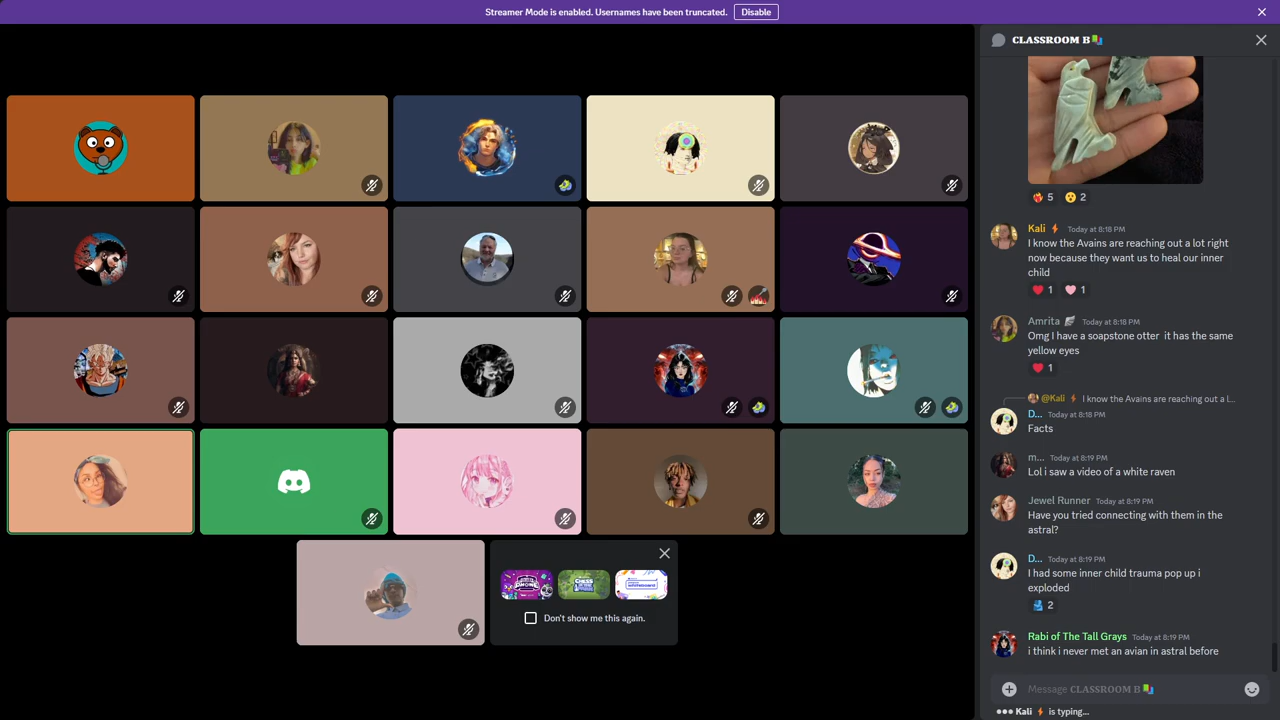 Streamer Mode is enabled. Usernames have been truncated. Disable
CLASSROOM B
5 2
Kali Today at 8:18 PM
I know the Avains are reaching out a lot right
now because they want us to heal our inner
child
1 1
Amrita Today at 8:18 PM
Omg I have a soapstone otter it has the same
yellow eyes
1
@Kali I know the Avains are reaching out a l...
D... Today at 8:18 PM
Facts
m... Today at 8:19 PM
Lol i saw a video of a white raven
Jewel Runner Today at 8:19 PM
Have you tried connecting with them in the
astral?
D... Today at 8:19 PM
I had some inner child trauma pop up i
exploded
2
Rabi of The Tall Grays Today at 8:19 PM
i think i never met an avian in astral before
Message CLASSROOM B
Kali is typing...
Don't show me this again.